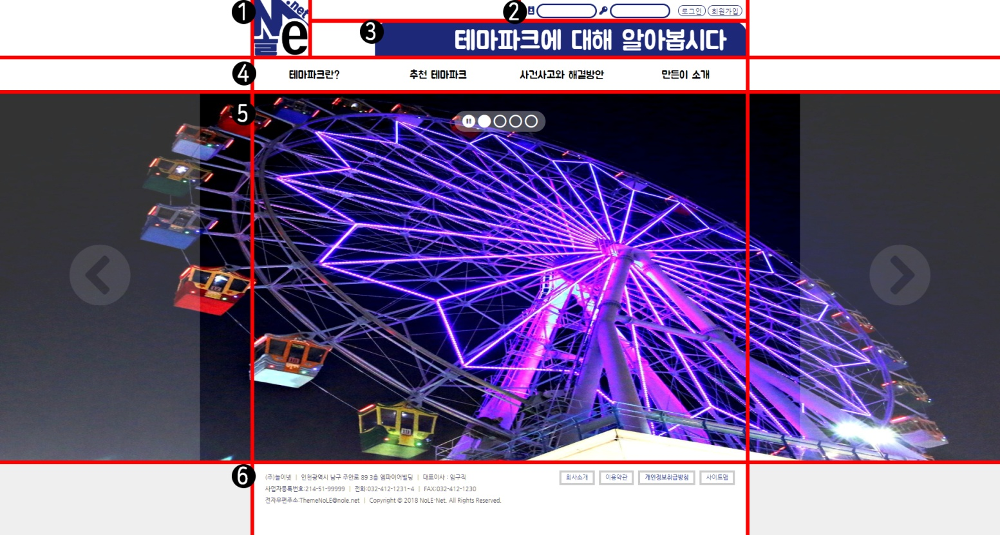 1
N
.net
e
놀
2
로그인 회원가입
3
테마파크에 대해 알아봅시다
4
테마파크란? 추천 테마파크 사건사고와 해결방안 만든이 소개
5
6
(주)놀이넷 | 인천광역시 남구 주안로 89 3층 엠파이어빌딩 | 대표이사 : 임구직
회사소개 이용약관 개인정보취급방침 사이트맵
사업자등록번호:214-51-99999 | 전화:032-412-1231~4 | FAX:032-412-1230
전자우편주소:ThemeNoLE@nole.net | Copyright © 2018 NoLE-Net. All Rights Reserved.